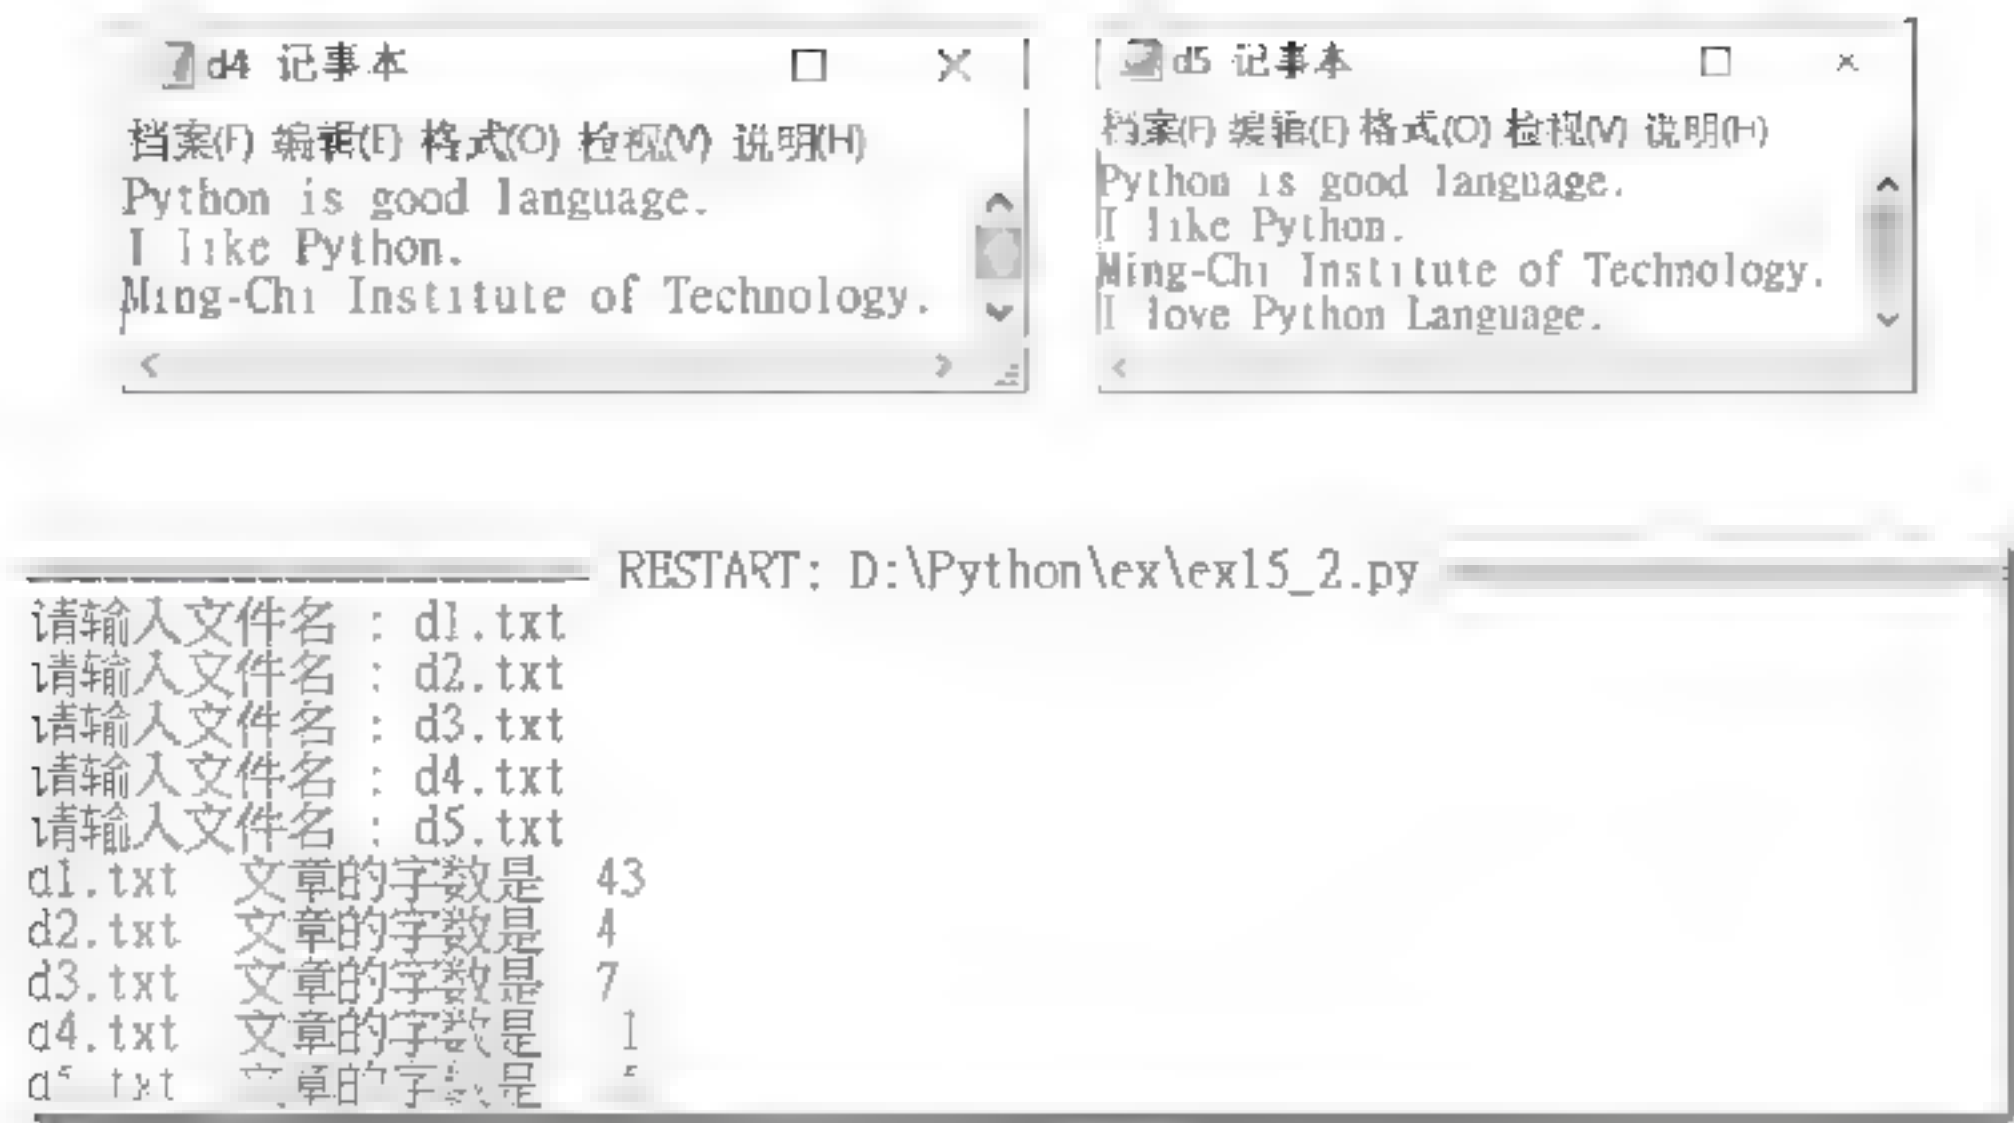 d4 记事本
档案(F) 编辑(E) 格式(O) 检视(V) 说明(H)
Python is good language.
I like Python.
Ming-Chi Institute of Technology.
d5 记事本
档案(F) 编辑(E) 格式(O) 检视(V) 说明(H)
Python is good language.
I like Python.
Ming-Chi Institute of Technology.
I love Python Language.
RESTART: D:\Python\ex\ex15_2.py
请输入文件名 : d1.txt
请输入文件名 : d2.txt
请输入文件名 : d3.txt
请输入文件名 : d4.txt
请输入文件名 : d5.txt
d1.txt 文章的字数是 43
d2.txt 文章的字数是 4
d3.txt 文章的字数是 7
d4.txt 文章的字数是 1
文章的字数是